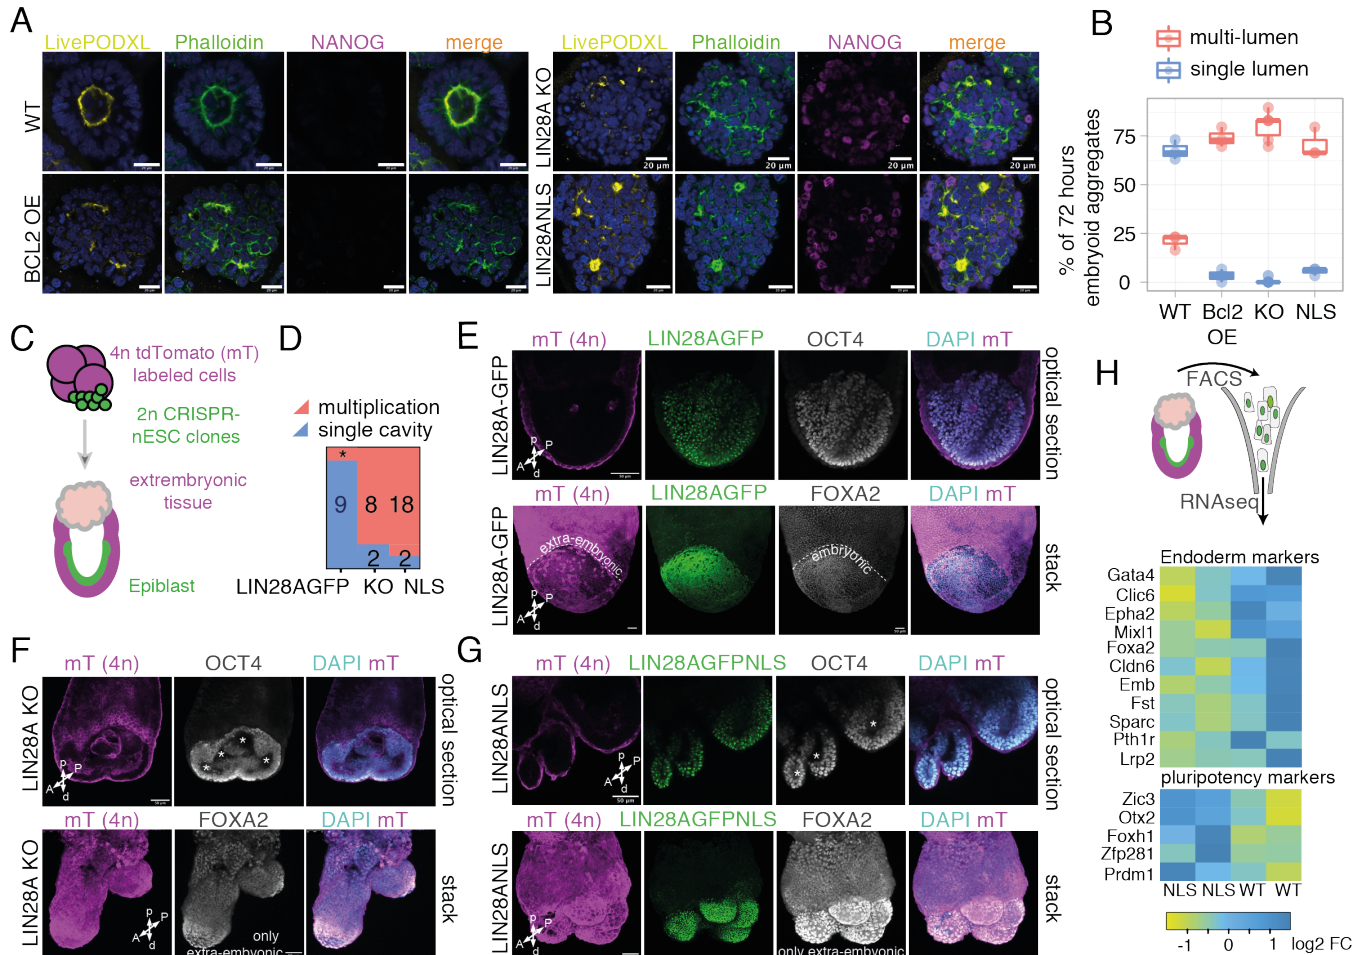 A
LivePODXL
Phalloidin
NANOG
merge
LivePODXL
Phalloidin
NANOG
merge
WT
BCL2 OE
LIN28A KO
LIN28ANLS
20 μm
20 μm
20 μm
20 μm
B
multi-lumen
single lumen
% of 72 hours
embryoid aggregates
75
50
25
0
WT
Bcl2
OE
KO
NLS
C
4n tdTomato (mT)
labeled cells
2n CRISPR-
nESC clones
extrembryonic
tissue
Epiblast
D
multiplication
single cavity
*
9
8
18
2
2
LIN28AGFP
KO
NLS
E
mT (4n)
LIN28AGFP
OCT4
DAPI mT
LIN28A-GFP
optical section
A
p
P
d
mT (4n)
LIN28AGFP
FOXA2
DAPI mT
LIN28A-GFP
stack
extra-embryonic
embryonic
A
p
P
d
F
mT (4n)
OCT4
DAPI mT
LIN28A KO
optical section
A
p
P
d
* * * *
mT (4n)
FOXA2
DAPI mT
LIN28A KO
stack
A
p
P
d
only
extra-embryonic
G
mT (4n)
LIN28AGFPNLS
OCT4
DAPI mT
LIN28ANLS
optical section
A
p
P
d
50 μm
* * *
mT (4n)
LIN28AGFPNLS
FOXA2
DAPI mT
LIN28ANLS
stack
A
p
P
d
only extra-embryonic
H
FACS
RNAseq
Endoderm markers
Gata4
Clic6
Epha2
Mixl1
Foxa2
Cldn6
Emb
Fst
Sparc
Pth1r
Lrp2
pluripotency markers
Zic3
Otx2
Foxh1
Zfp281
Prdm1
NLS NLS WT WT
-1 0 1 log2 FC